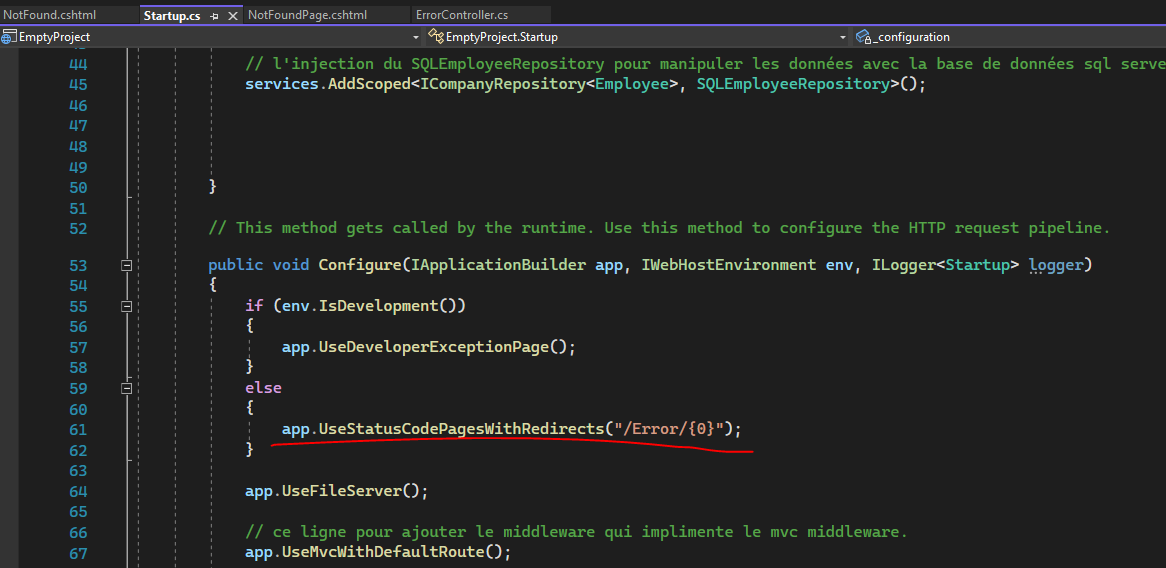 NotFound.cshtml Startup.cs NotFoundPage.cshtml ErrorController.cs
EmptyProject EmptyProject.Startup _configuration
44 // l'injection du SQLEmployeeRepository pour manipuler les données avec la base de données sql serve
45 services.AddScoped<ICompanyRepository<Employee>, SQLEmployeeRepository>();
46
47
48
49
50 }
51
52 // This method gets called by the runtime. Use this method to configure the HTTP request pipeline.
53 public void Configure(IApplicationBuilder app, IWebHostEnvironment env, ILogger<Startup> logger)
54 {
55 if (env.IsDevelopment())
56 {
57 app.UseDeveloperExceptionPage();
58 }
59 else
60 {
61 app.UseStatusCodePagesWithRedirects("/Error/{0}");
62 }
63
64 app.UseFileServer();
65
66 // ce ligne pour ajouter le middleware qui implimente le mvc middleware.
67 app.UseMvcWithDefaultRoute();